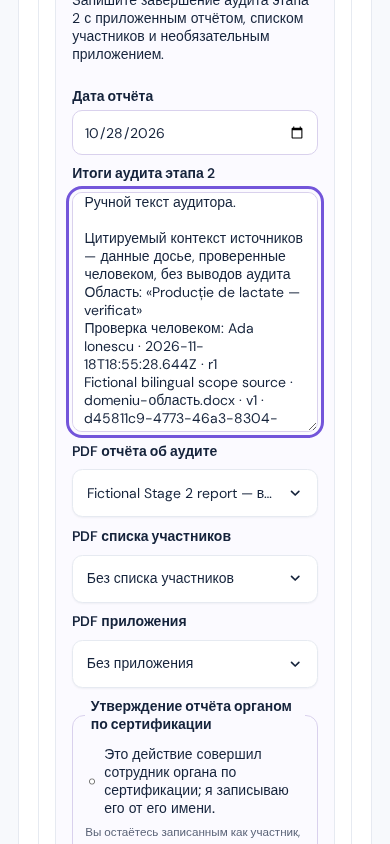 Запишите завершение аудита этапа
2 с приложенным отчётом, списком
участников и необязательным
приложением.
Дата отчёта
10/28/2026
Итоги аудита этапа 2
Ручной текст аудитора.
Цитируемый контекст источников
— данные досье, проверенные
человеком, без выводов аудита
Область: «Producție de lactate —
verificat»
Проверка человеком: Ada
Ionescu · 2026-11-
18T18:55:28.644Z · r1
Fictional bilingual scope source ·
domeniu-область.docx · v1 ·
d45811c9-4773-46a3-8304-
PDF отчёта об аудите
Fictional Stage 2 report — в…
PDF списка участников
Без списка участников
PDF приложения
Без приложения
Утверждение отчёта органом
по сертификации
Это действие совершил
сотрудник органа по
сертификации; я записываю
его от его имени.
Вы остаётесь записанным как участник,